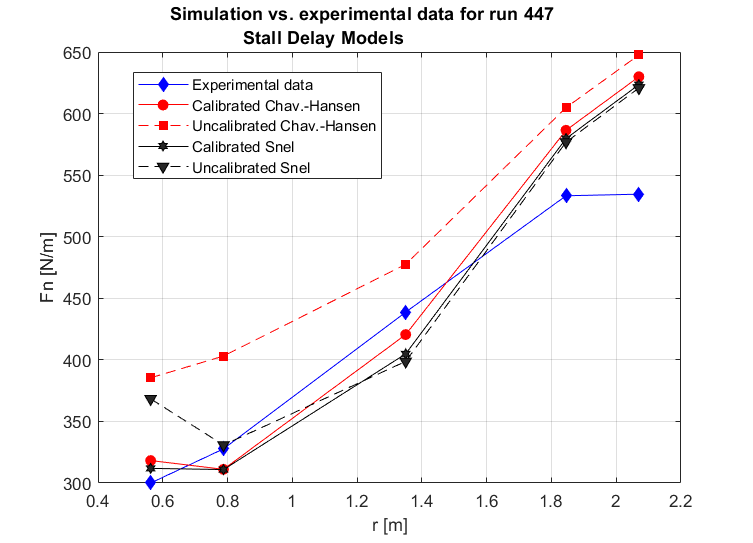 Simulation vs. experimental data for run 447
Stall Delay Models
650
600
550
500
450
400
350
300
Fn [N/m]
Experimental data
Calibrated Chav.-Hansen
Uncalibrated Chav.-Hansen
Calibrated Snel
Uncalibrated Snel
0.4 0.6 0.8 1 1.2 1.4 1.6 1.8 2 2.2
r [m]